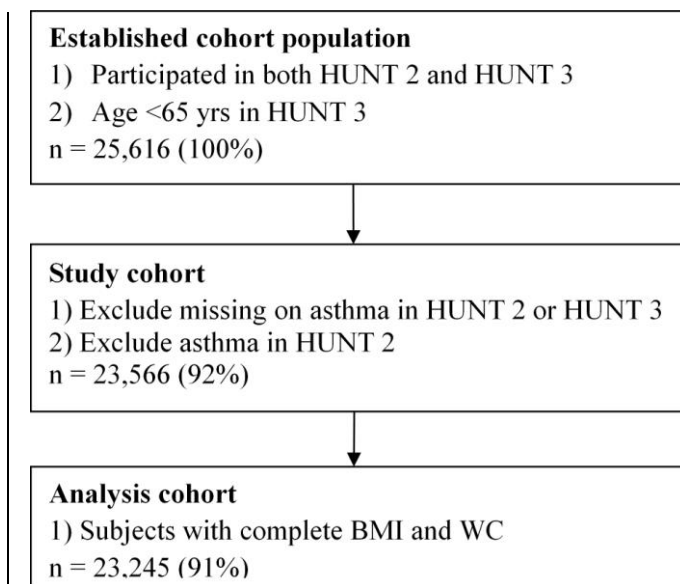 Established cohort population
1) Participated in both HUNT 2 and HUNT 3
2) Age <65 yrs in HUNT 3
n = 25,616 (100%)
Study cohort
1) Exclude missing on asthma in HUNT 2 or HUNT 3
2) Exclude asthma in HUNT 2
n = 23,566 (92%)
Analysis cohort
1) Subjects with complete BMI and WC
n = 23,245 (91%)